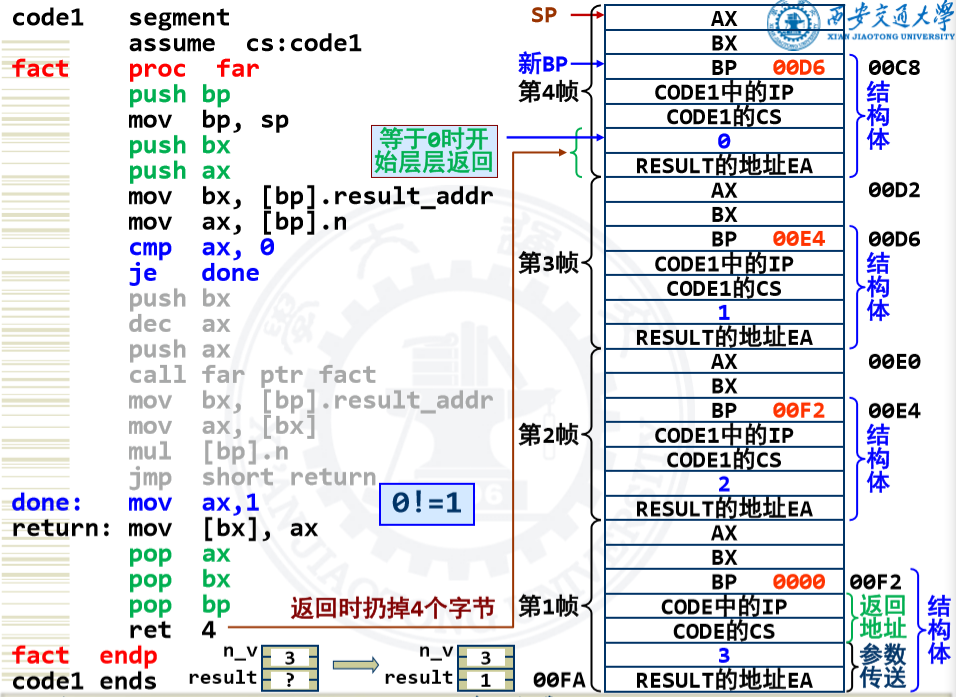 code1 segment
assume cs:code1
fact proc far
push bp
mov bp, sp
push bx
push ax
mov bx, [bp].result_addr
mov ax, [bp].n
cmp ax, 0
je done
push bx
dec ax
push ax
call far ptr fact
mov bx, [bp].result_addr
mov ax, [bx]
mul [bp].n
jmp short return
done: mov ax,1
return: mov [bx], ax
pop ax
pop bx
pop bp
ret 4
fact endp
code1 ends
等于0时开
始层层返回
0!=1
返回时扔掉4个字节
n_v 3
result ?
n_v 3
result 1
SP
新BP
第4帧
AX
BX
BP 00D6
00C8
CODE1中的IP
CODE1的CS
0
RESULT的地址EA
结构体
第3帧
AX
00D2
BX
BP 00E4
00D6
CODE1中的IP
CODE1的CS
1
RESULT的地址EA
结构体
第2帧
AX
00E0
BX
BP 00F2
00E4
CODE1中的IP
CODE1的CS
2
RESULT的地址EA
结构体
第1帧
AX
BX
BP 0000
00F2
CODE中的IP
CODE的CS
返回
地址
3
RESULT的地址EA
参数
传送
结构体
00FA
西安交通大学
XIAN JIAOTONG UNIVERSITY